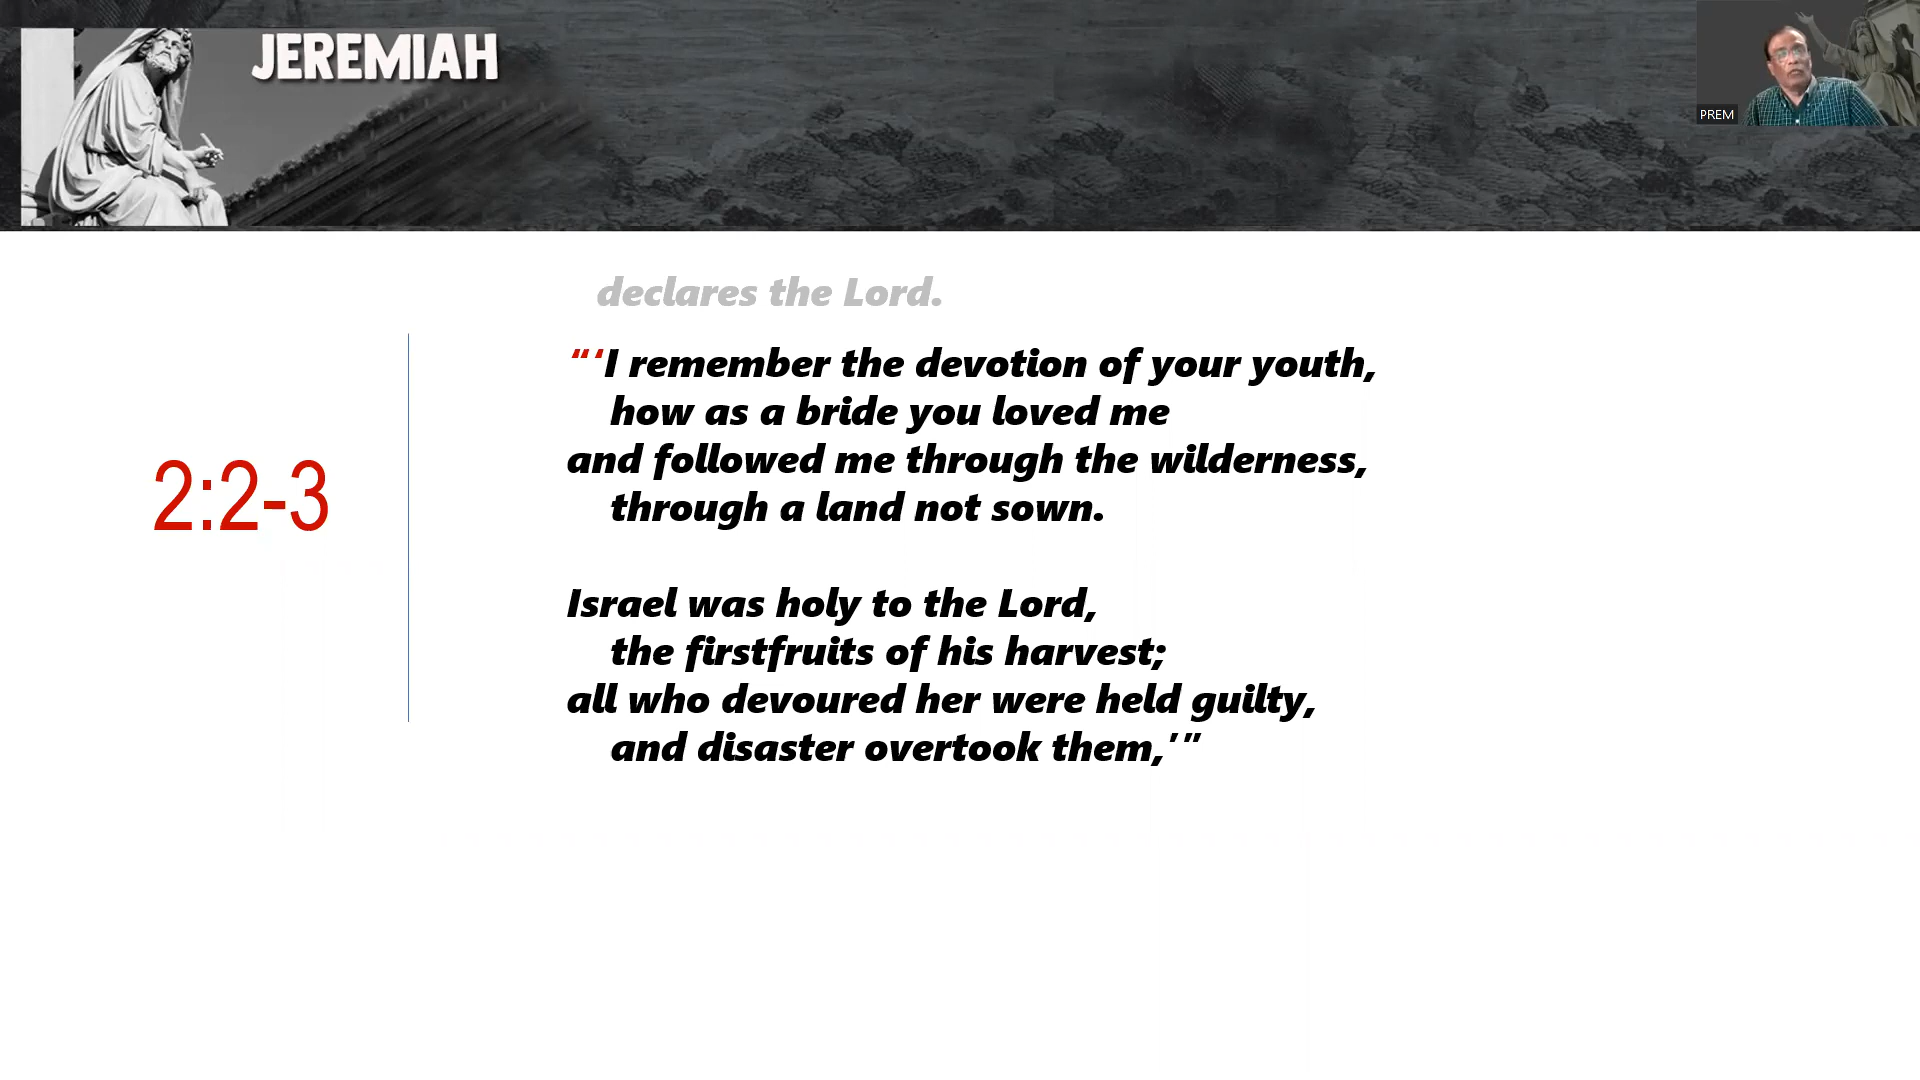 JEREMIAH
PREM
declares the Lord.
“‘I remember the devotion of your youth,
how as a bride you loved me
and followed me through the wilderness,
through a land not sown.
2:2-3
Israel was holy to the Lord,
the firstfruits of his harvest;
all who devoured her were held guilty,
and disaster overtook them,’”